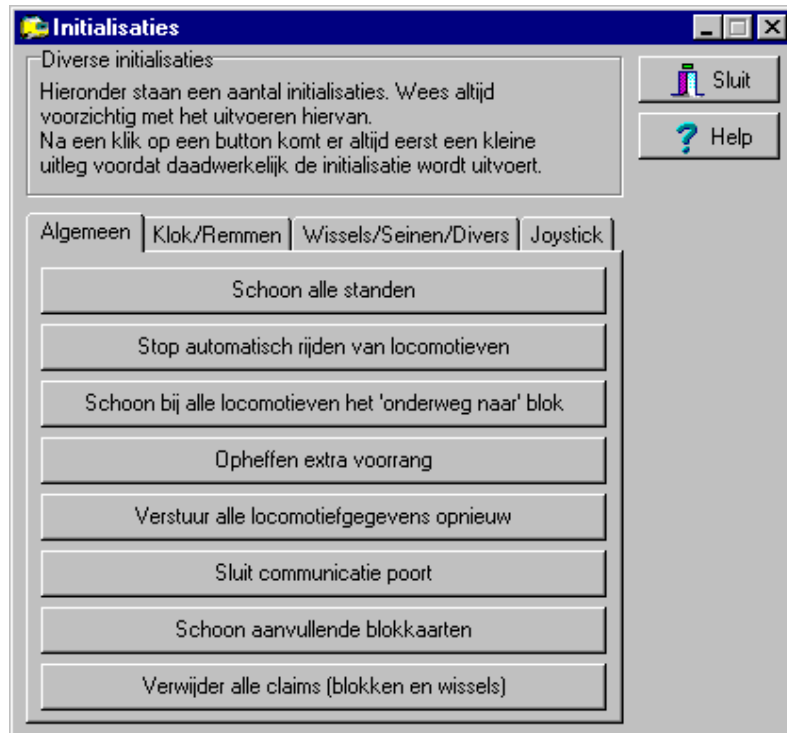 Initialisaties
Diverse initialisaties
Hieronder staan een aantal initialisaties. Wees altijd
voorzichtig met het uitvoeren hiervan.
Na een klik op een button komt er altijd eerst een kleine
uitleg voordat daadwerkelijk de initialisatie wordt uitvoert.
Sluit
Help
Algemeen Klok/Remmen Wissels/Seinen/Divers Joystick
Schoon alle standen
Stop automatisch rijden van locomotieven
Schoon bij alle locomotieven het 'onderweg naar' blok
Opheffen extra voorrang
Verstuur alle locomotiefgegevens opnieuw
Sluit communicatie poort
Schoon aanvullende blokkaarten
Verwijder alle claims (blokken en wissels)